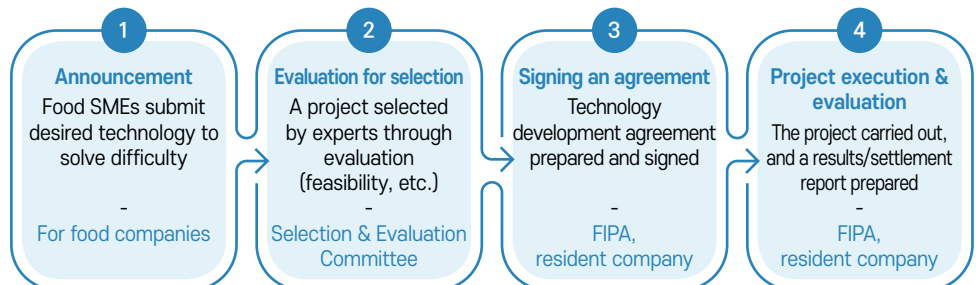 1
Announcement
Food SMEs submit
desired technology to
solve difficulty
-
For food companies
2
Evaluation for selection
A project selected
by experts through
evaluation
(feasibility, etc.)
-
Selection & Evaluation
Committee
3
Signing an agreement
Technology
development agreement
prepared and signed
-
FIPA,
resident company
4
Project execution &
evaluation
The project carried out,
and a results/settlement
report prepared
-
FIPA,
resident company